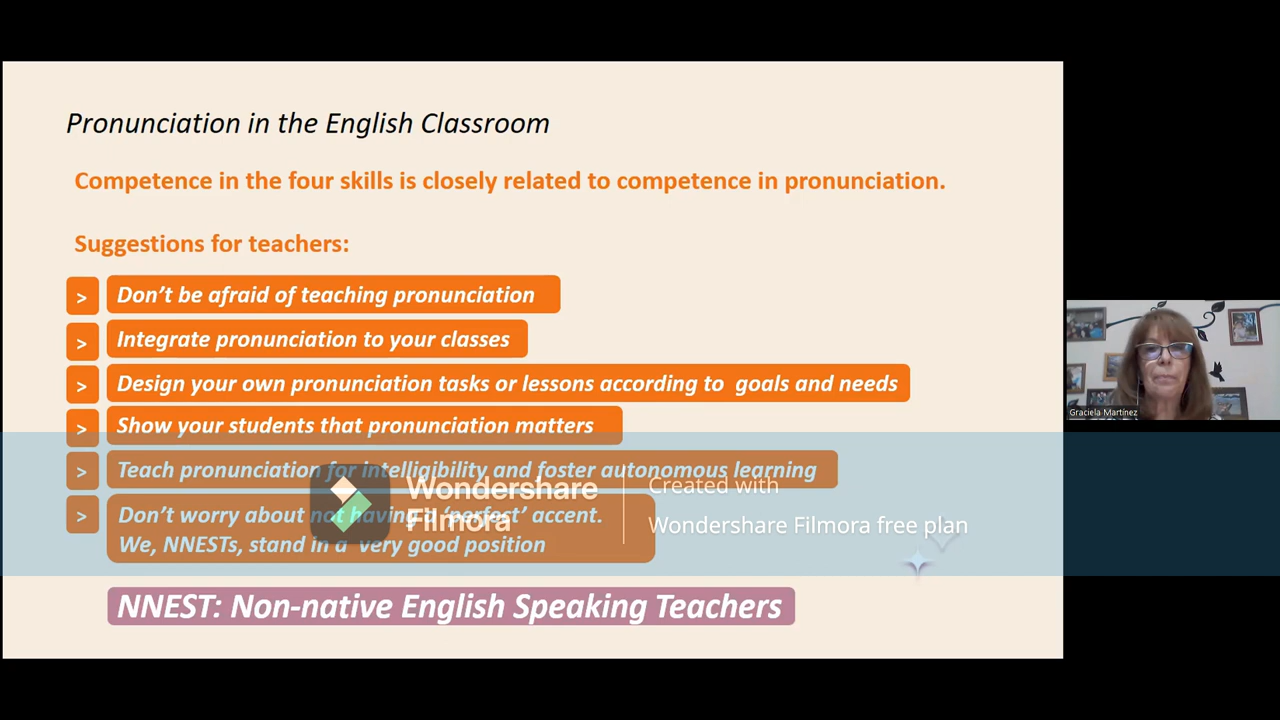 Pronunciation in the English Classroom
Competence in the four skills is closely related to competence in pronunciation.
Suggestions for teachers:
> Don’t be afraid of teaching pronunciation
> Integrate pronunciation to your classes
> Design your own pronunciation tasks or lessons according to goals and needs
> Show your students that pronunciation matters
> Teach pronunciation for intelligibility and foster autonomous learning
> Don’t worry about not having a ‘perfect’ accent.
We, NNESTs, stand in a very good position
NNEST: Non-native English Speaking Teachers
Graciela Martínez
Wondershare
Filmora
Created with
Wondershare Filmora free plan